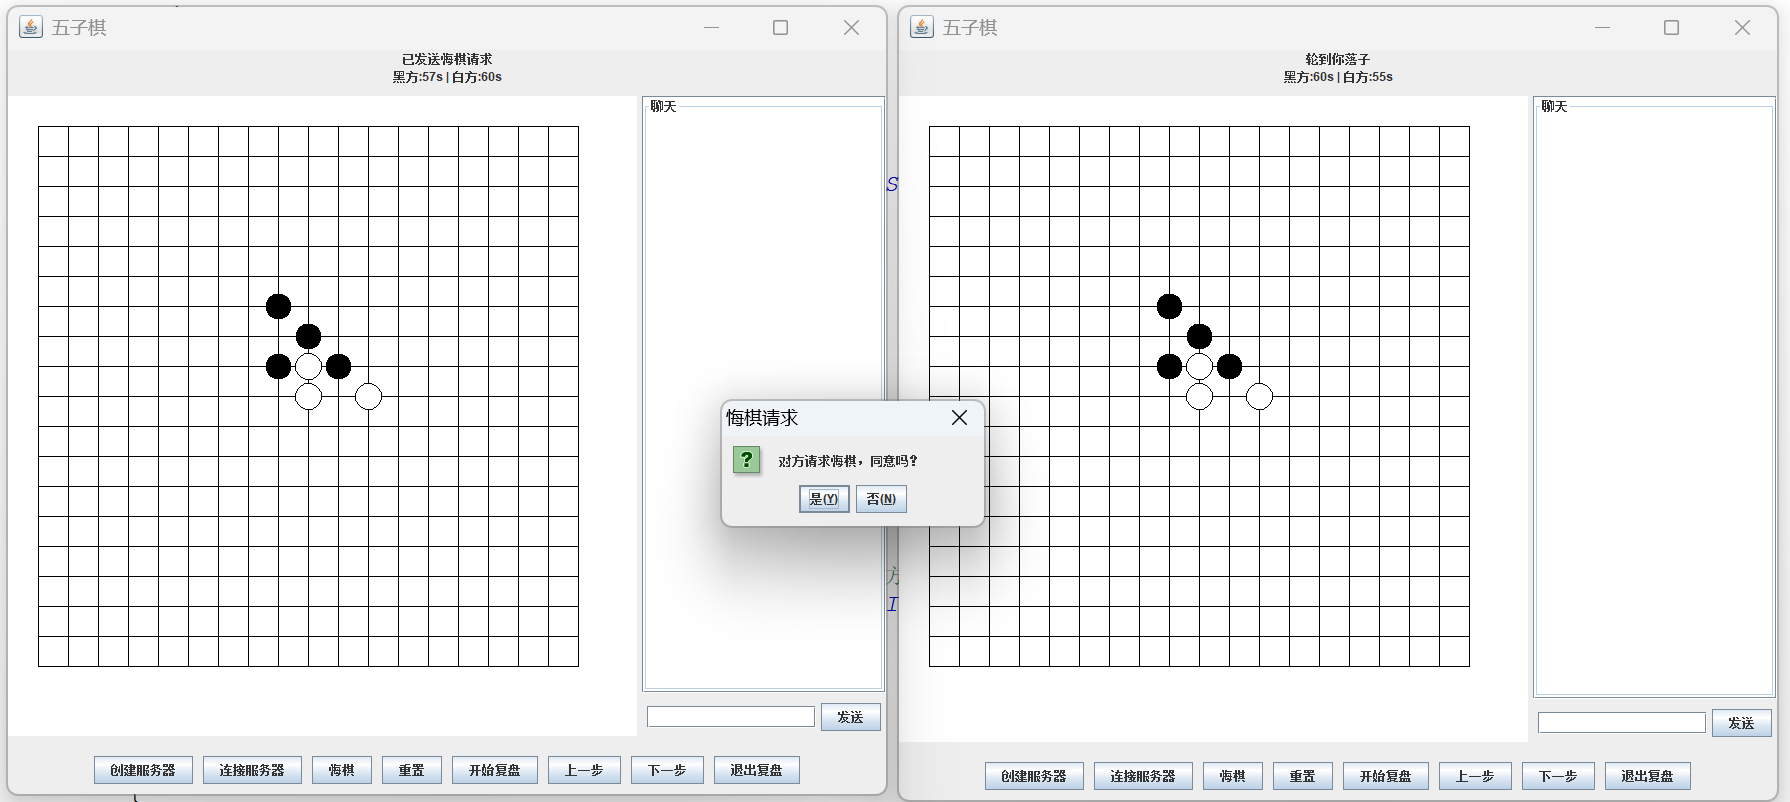 五子棋
已发送悔棋请求
黑方:57s | 白方:60s
聊天
发送
创建服务器 连接服务器 悔棋 重置 开始复盘 上一步 下一步 退出复盘
S
方
I
悔棋请求
对方请求悔棋，同意吗?
是(Y) 否(N)
五子棋
轮到你落子
黑方:60s | 白方:55s
聊天
发送
创建服务器 连接服务器 悔棋 重置 开始复盘 上一步 下一步 退出复盘